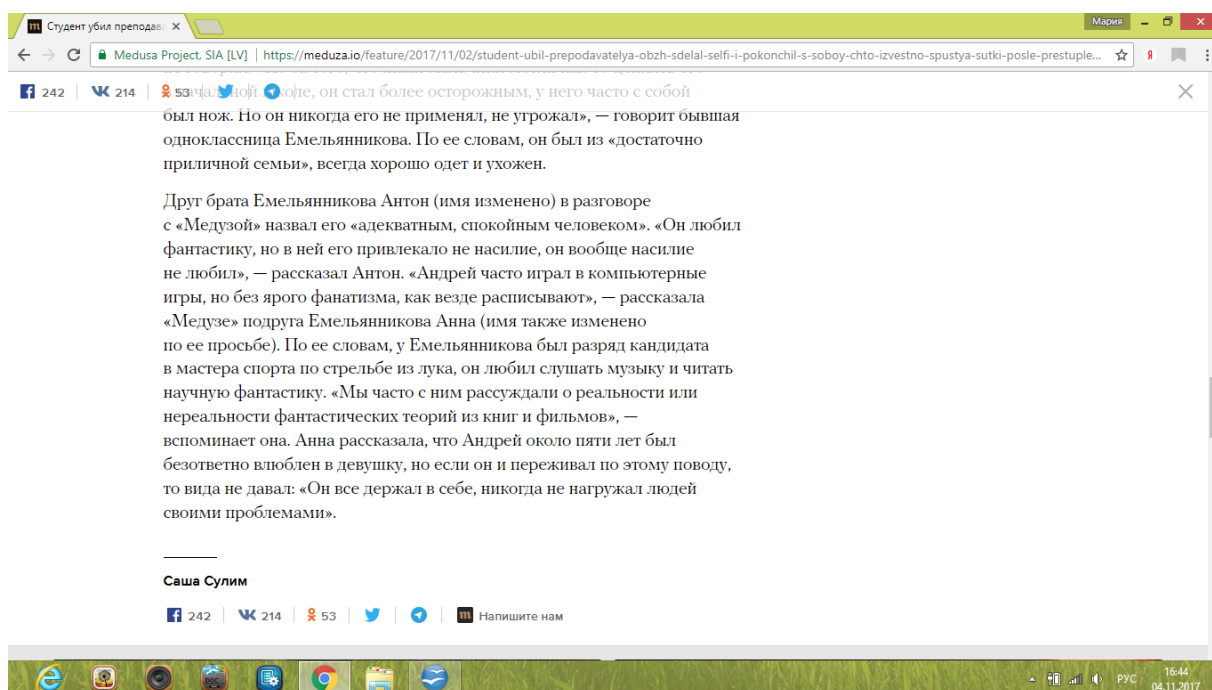 Студент убил преподав
Мария
Medusa Project, SIA [LV] https://meduza.io/feature/2017/11/02/student-ubil-prepodavatelya-obzh-sdelal-selfi-i-pokonchil-s-soboy-chto-izvestno-spustya-sutki-posle-prestuple...
242 214 53
он стал более осторожным, у него часто с собой
был нож. Но он никогда его не применял, не угрожал», — говорит бывшая
одноклассница Емельянникова. По ее словам, он был из «достаточно
приличной семьи», всегда хорошо одет и ухожен.
Друг брата Емельянникова Антон (имя изменено) в разговоре
с «Медузой» назвал его «адекватным, спокойным человеком». «Он любил
фантастику, но в ней его привлекало не насилие, он вообще насилие
не любил», — рассказал Антон. «Андрей часто играл в компьютерные
игры, но без ярого фанатизма, как везде расписывают», — рассказала
«Медузе» подруга Емельянникова Анна (имя также изменено
по ее просьбе). По ее словам, у Емельянникова был разряд кандидата
в мастера спорта по стрельбе из лука, он любил слушать музыку и читать
научную фантастику. «Мы часто с ним рассуждали о реальности или
нереальности фантастических теорий из книг и фильмов», —
вспоминает она. Анна рассказала, что Андрей около пяти лет был
безответно влюблен в девушку, но если он и переживал по этому поводу,
то вида не давал: «Он все держал в себе, никогда не нагружал людей
своими проблемами».
Саша Сулим
242 214 53 Напишите нам
РУС 16:44
04.11.2017